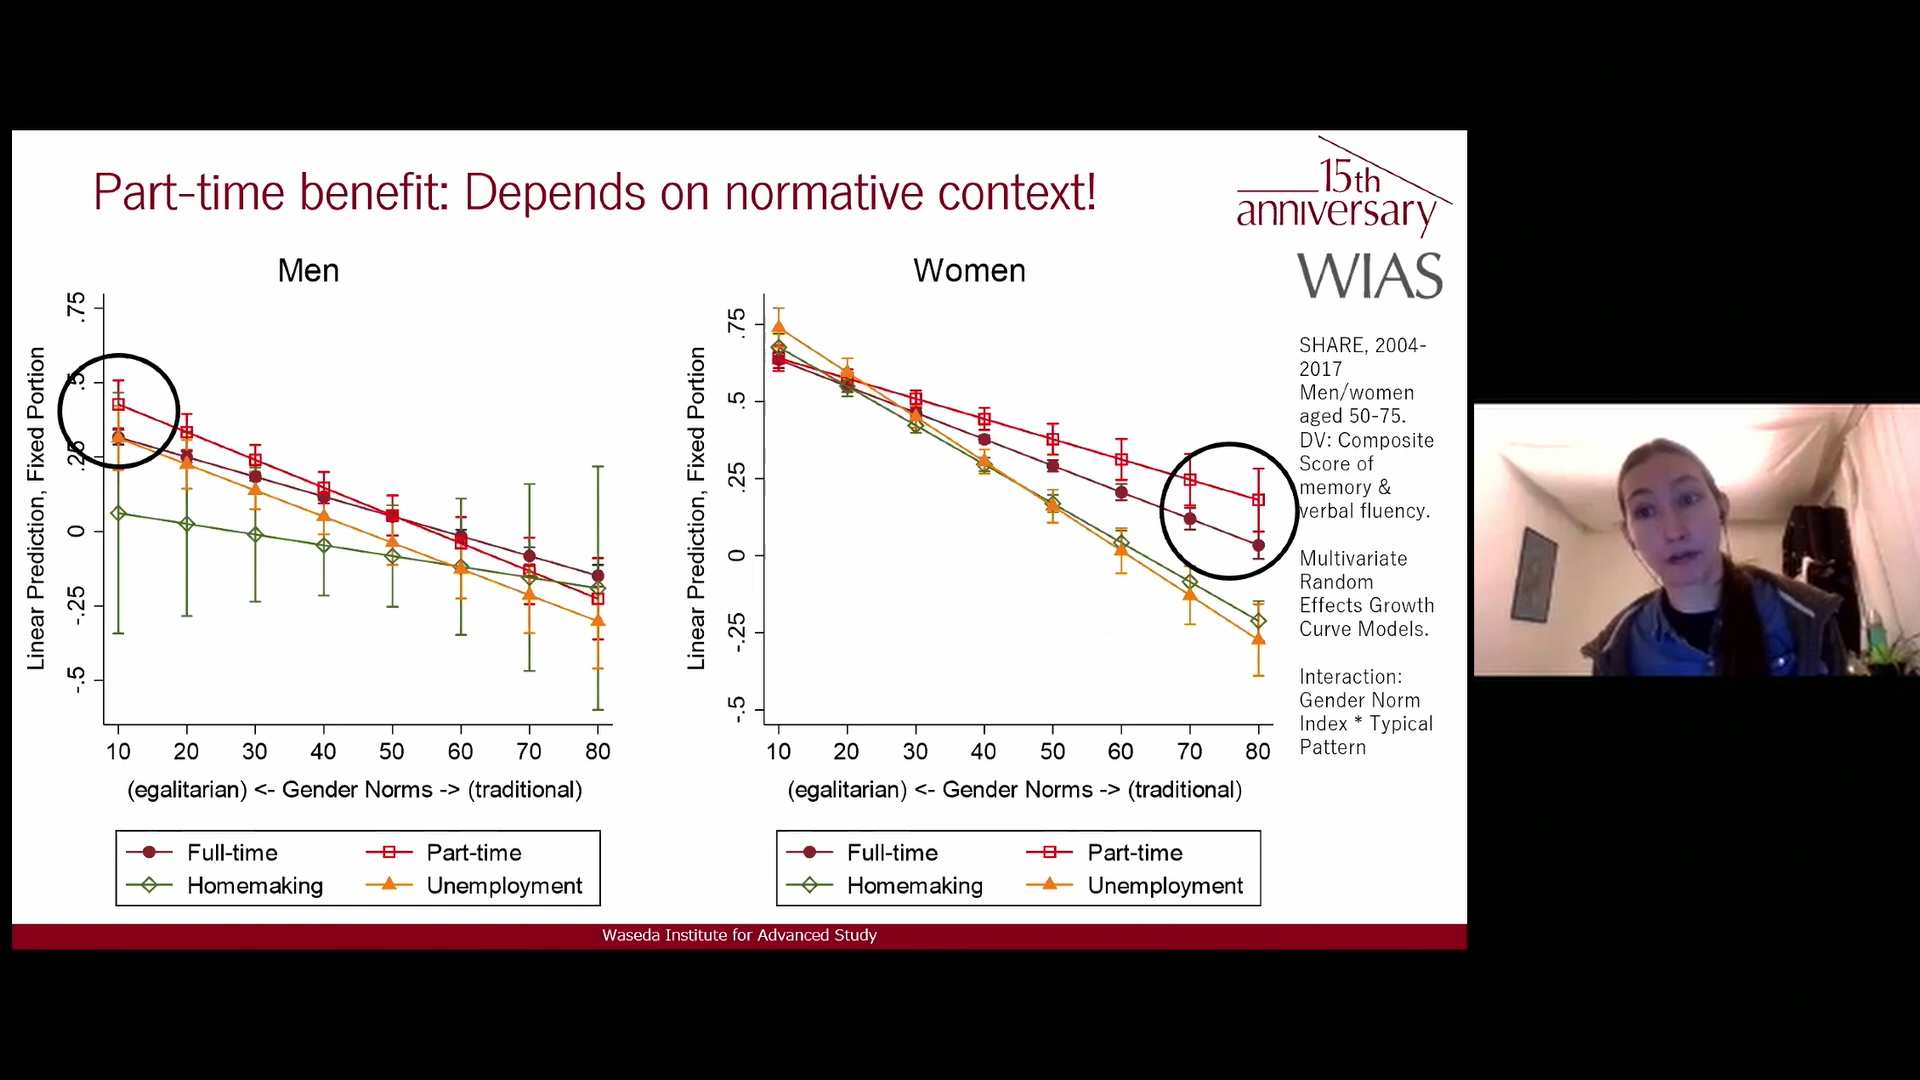 Part-time benefit: Depends on normative context!
15th
anniversary
WIAS
Men
Linear Prediction, Fixed Portion
.75
.5
.25
0
-.25
-.5
10 20 30 40 50 60 70 80
(egalitarian) <- Gender Norms -> (traditional)
Full-time Part-time
Homemaking Unemployment
Women
Linear Prediction, Fixed Portion
.75
.5
.25
0
-.25
-.5
10 20 30 40 50 60 70 80
(egalitarian) <- Gender Norms -> (traditional)
Full-time Part-time
Homemaking Unemployment
SHARE, 2004-
2017
Men/women
aged 50-75.
DV: Composite
Score of
memory &
verbal fluency.
Multivariate
Random
Effects Growth
Curve Models.
Interaction:
Gender Norm
Index * Typical
Pattern
Waseda Institute for Advanced Study